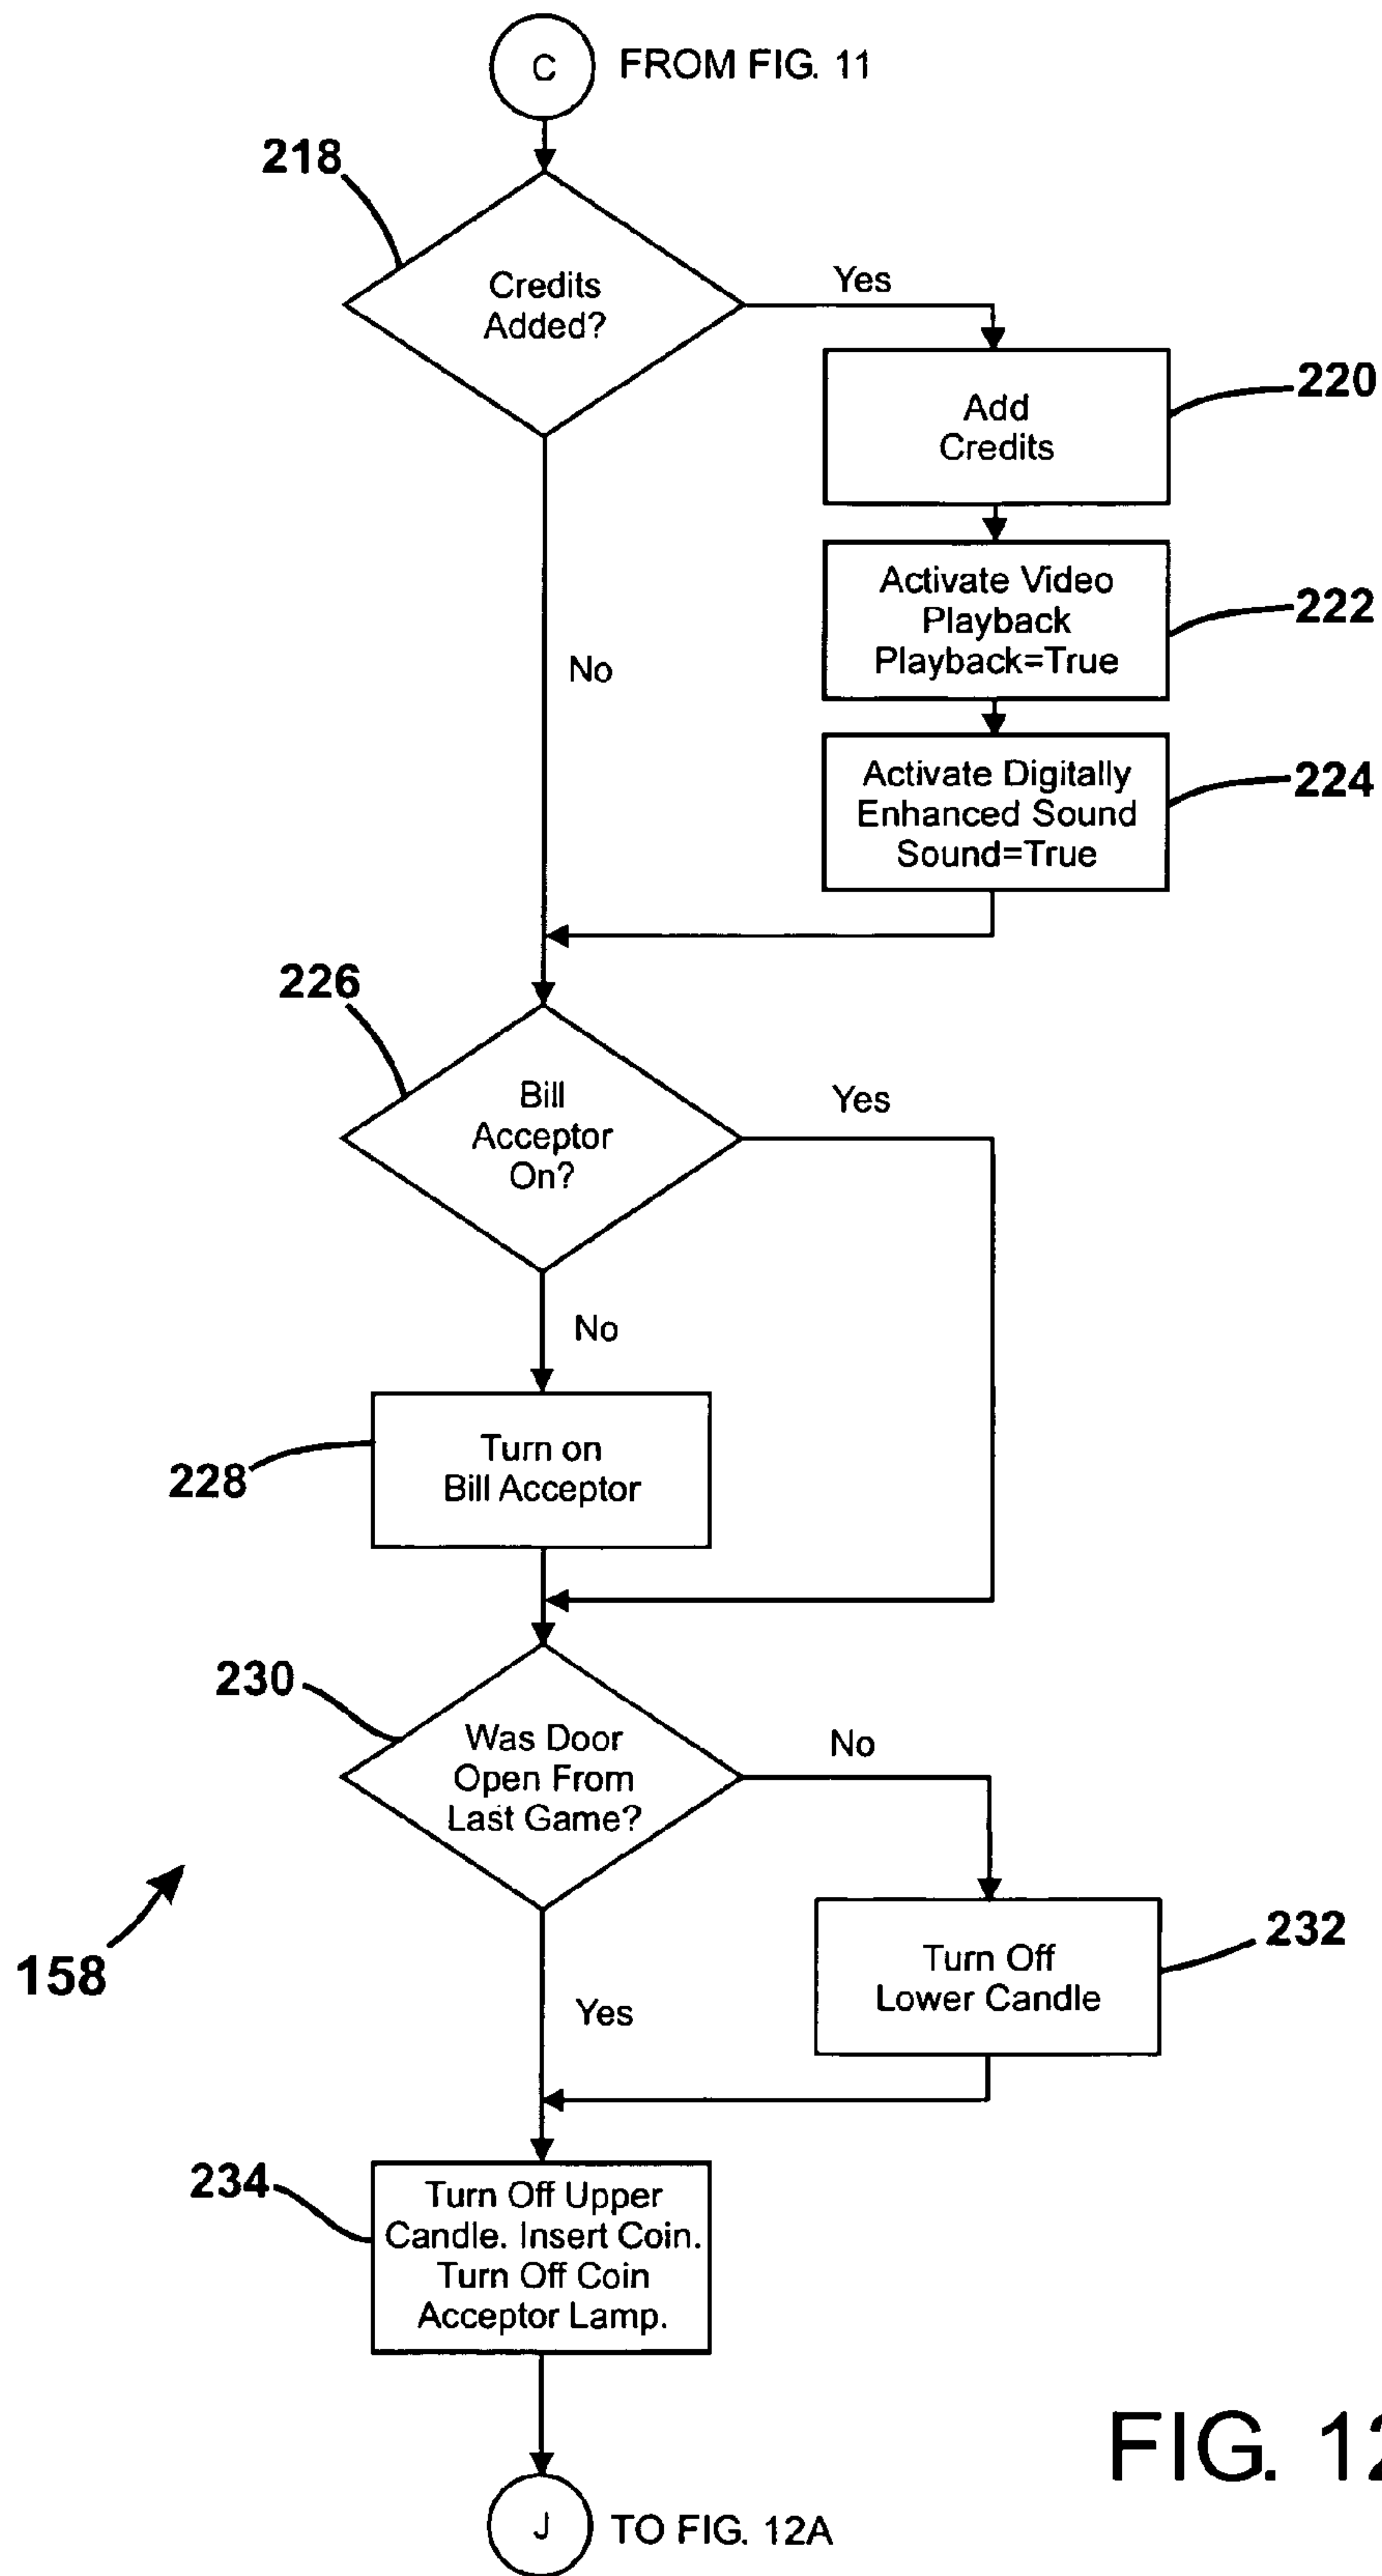 C FROM FIG. 11
218
Credits
Added?
Yes
220
Add
Credits
222
Activate Video
Playback
Playback=True
No
224
Activate Digitally
Enhanced Sound
Sound=True
226
Bill
Acceptor
On?
Yes
No
228
Turn on
Bill Acceptor
230
Was Door
Open From
Last Game?
No
232
Turn Off
Lower Candle
158
Yes
234
Turn Off Upper
Candle. Insert Coin.
Turn Off Coin
Acceptor Lamp.
FIG. 12
J TO FIG. 12A